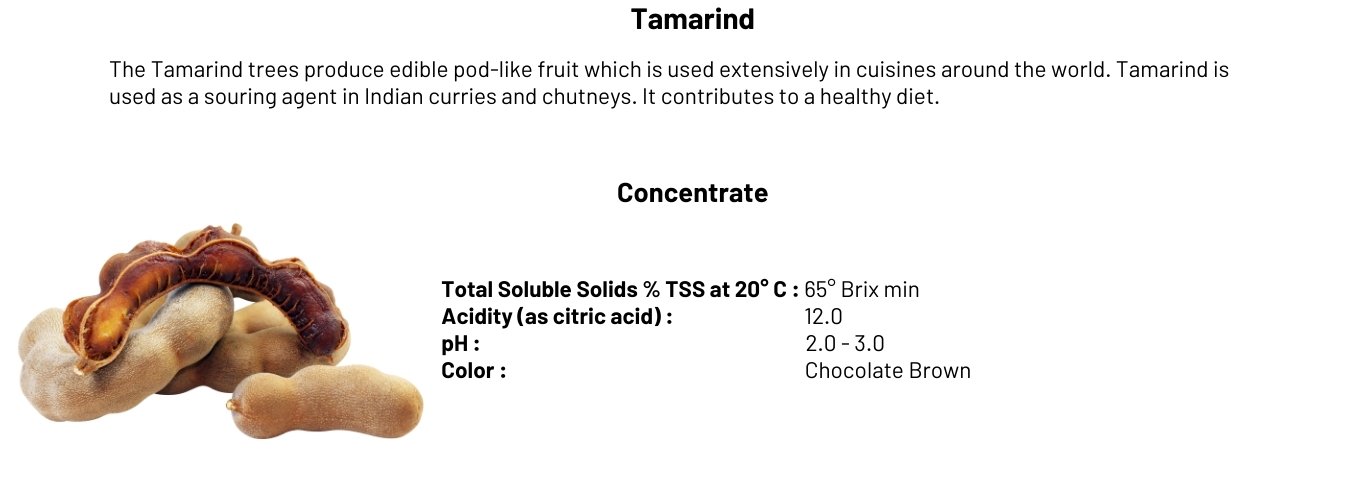 Tamarind
The Tamarind trees produce edible pod-like fruit which is used extensively in cuisines around the world. Tamarind is
used as a souring agent in Indian curries and chutneys. It contributes to a healthy diet.
Concentrate
Total Soluble Solids % TSS at 20° C : 65° Brix min
Acidity (as citric acid) : 12.0
pH : 2.0 - 3.0
Color : Chocolate Brown